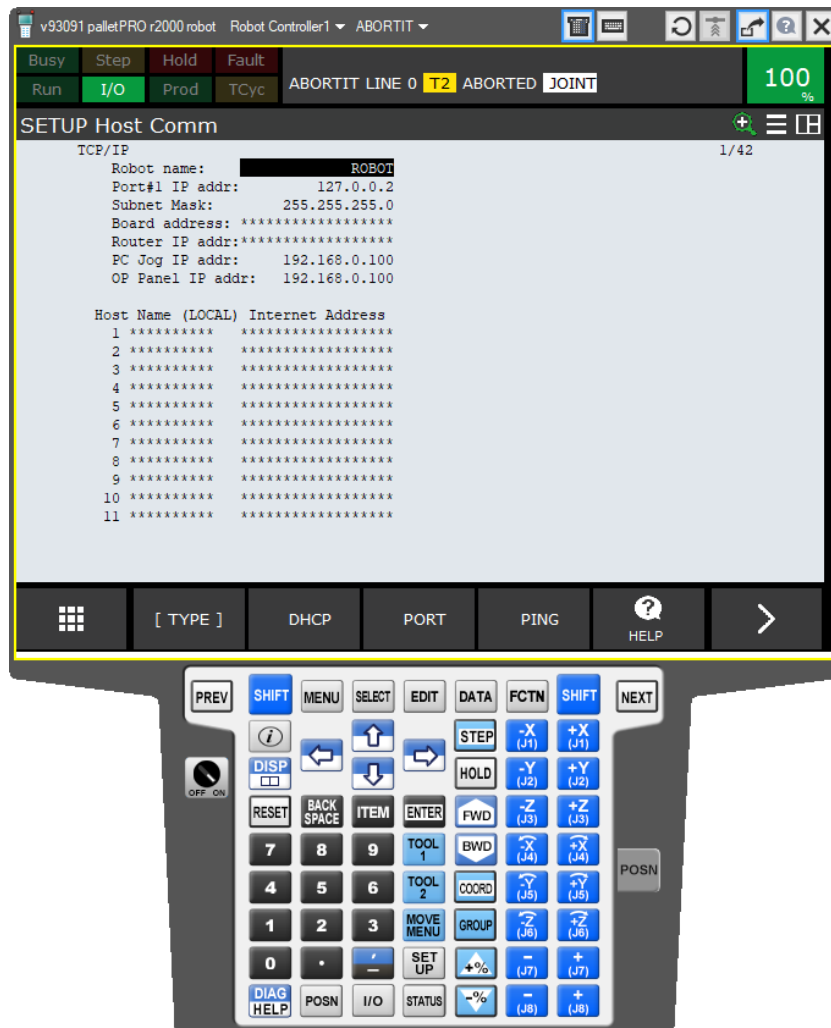 v93091 palletPRO r2000 robot Robot Controller1 ABORTIT
Busy Step Hold Fault
Run I/O Prod TCyc
ABORTIT LINE 0 T2 ABORTED JOINT
100
%
SETUP Host Comm
TCP/IP 1/42
Robot name: ROBOT
Port#1 IP addr: 127.0.0.2
Subnet Mask: 255.255.255.0
Board address: ******************
Router IP addr:******************
PC Jog IP addr: 192.168.0.100
OP Panel IP addr: 192.168.0.100
Host Name (LOCAL) Internet Address
1 ********** ******************
2 ********** ******************
3 ********** ******************
4 ********** ******************
5 ********** ******************
6 ********** ******************
7 ********** ******************
8 ********** ******************
9 ********** ******************
10 ********** ******************
11 ********** ******************
[ TYPE ] DHCP PORT PING HELP >
PREV SHIFT MENU SELECT EDIT DATA FCTN SHIFT NEXT
i STEP -X (J1) +X (J1)
DISP HOLD -Y (J2) +Y (J2)
OFF ON
RESET BACK SPACE ITEM ENTER FWD -Z (J3) +Z (J3)
7 8 9 TOOL 1 BWD -X (J4) +X (J4)
POSN
4 5 6 TOOL 2 COORD -Y (J5) +Y (J5)
1 2 3 MOVE MENU GROUP -Z (J6) +Z (J6)
0 . , – SET UP +% – (J7) + (J7)
DIAG HELP POSN I/O STATUS -% – (J8) + (J8)